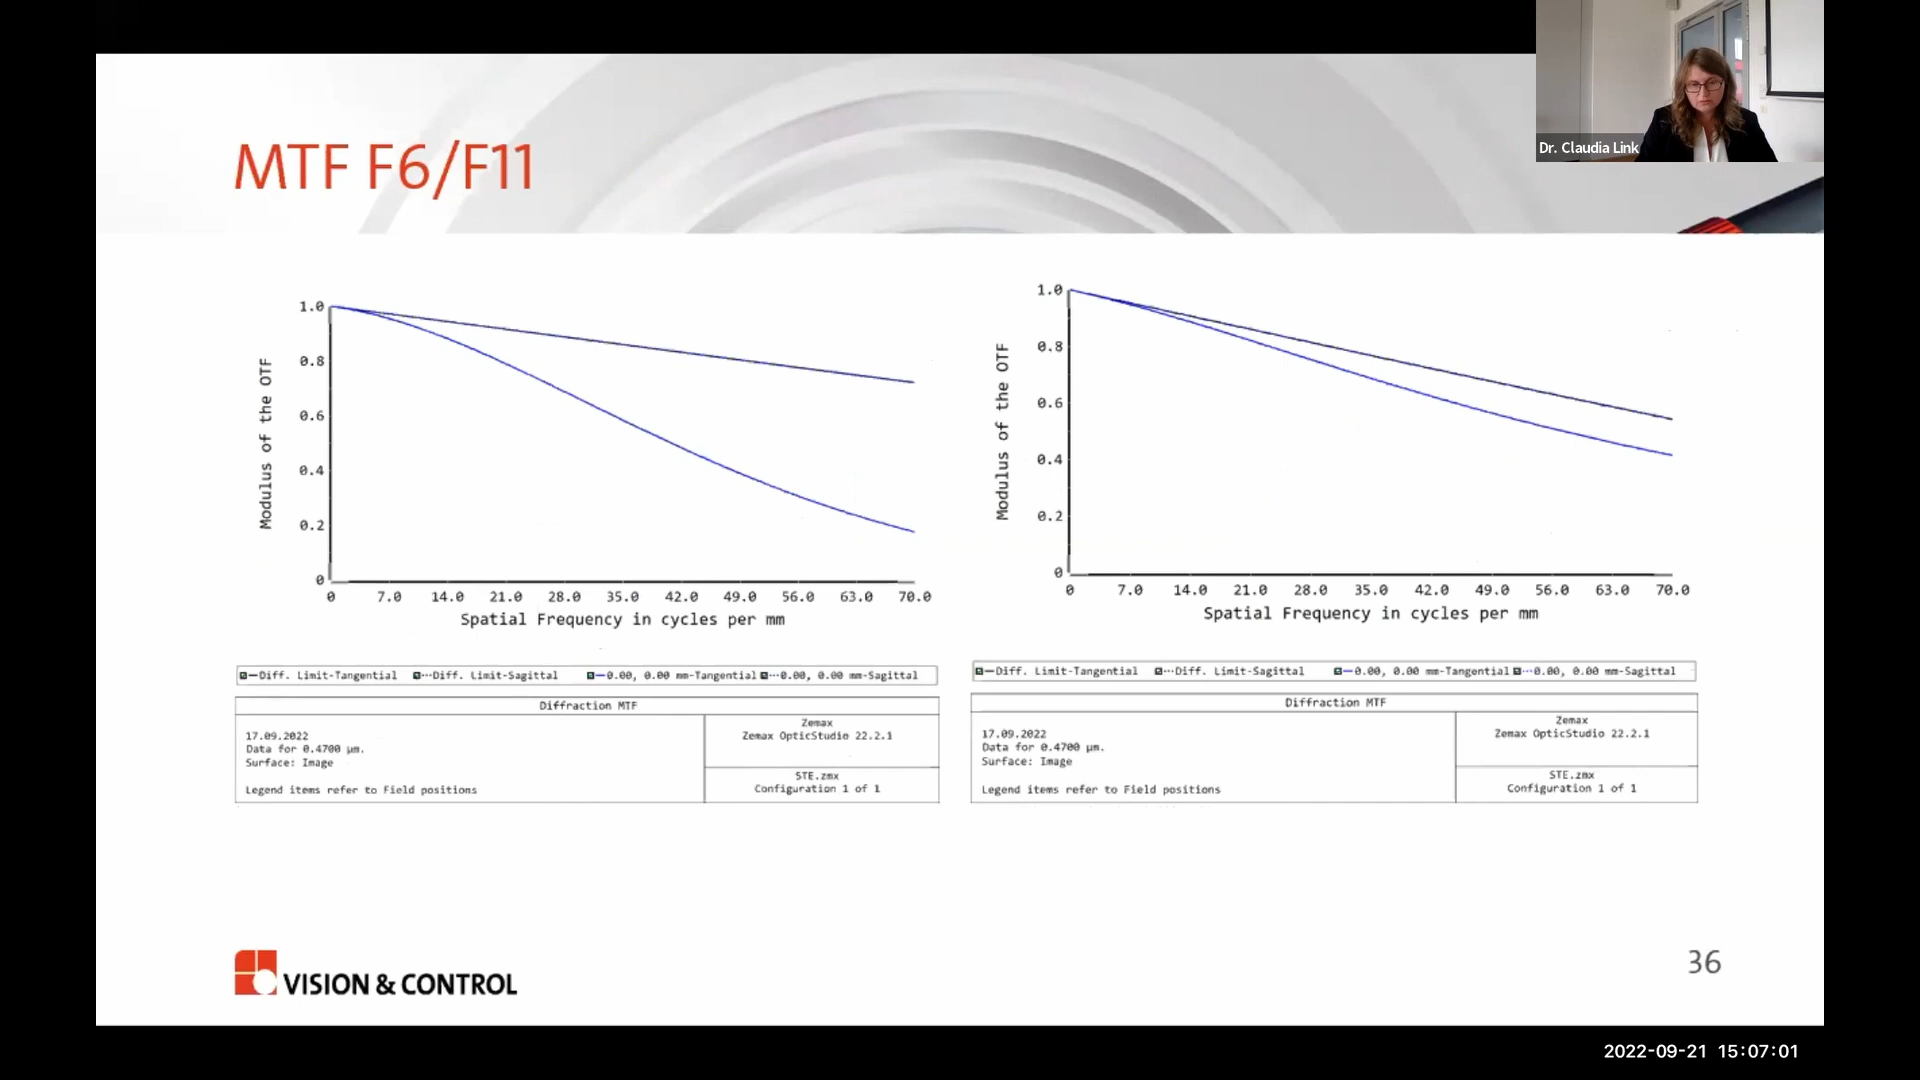 Dr. Claudia Link
MTF F6/F11
1.0
0.8
0.6
0.4
0.2
0
Modulus of the OTF
0 7.0 14.0 21.0 28.0 35.0 42.0 49.0 56.0 63.0 70.0
Spatial Frequency in cycles per mm
Diff. Limit-Tangential Diff. Limit-Sagittal 0.00, 0.00 mm-Tangential 0.00, 0.00 mm-Sagittal
Diffraction MTF
17.09.2022
Data for 0.4700 µm.
Surface: Image
Legend items refer to Field positions
Zemax
Zemax OpticStudio 22.2.1
STE.zmx
Configuration 1 of 1
1.0
0.8
0.6
0.4
0.2
0
Modulus of the OTF
0 7.0 14.0 21.0 28.0 35.0 42.0 49.0 56.0 63.0 70.0
Spatial Frequency in cycles per mm
Diff. Limit-Tangential Diff. Limit-Sagittal 0.00, 0.00 mm-Tangential 0.00, 0.00 mm-Sagittal
Diffraction MTF
17.09.2022
Data for 0.4700 µm.
Surface: Image
Legend items refer to Field positions
Zemax
Zemax OpticStudio 22.2.1
STE.zmx
Configuration 1 of 1
VISION & CONTROL
36
2022-09-21 15:07:01